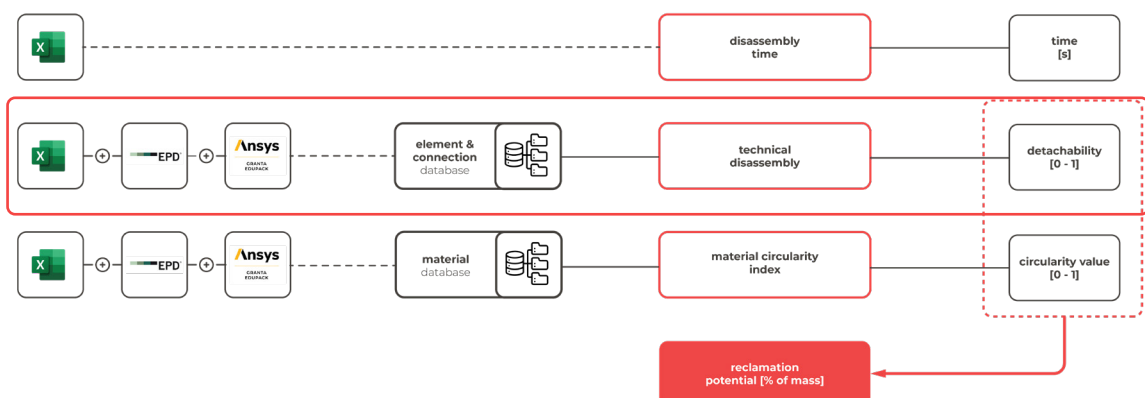 X
disassembly
time
time
[s]
X
EPD
Ansys
GRANTA
EDUPACK
element &
connection
database
technical
disassembly
detachability
[0 - 1]
X
EPD
Ansys
GRANTA
EDUPACK
material
database
material circularity
index
circularity value
[0 - 1]
reclamation
potential [% of mass]